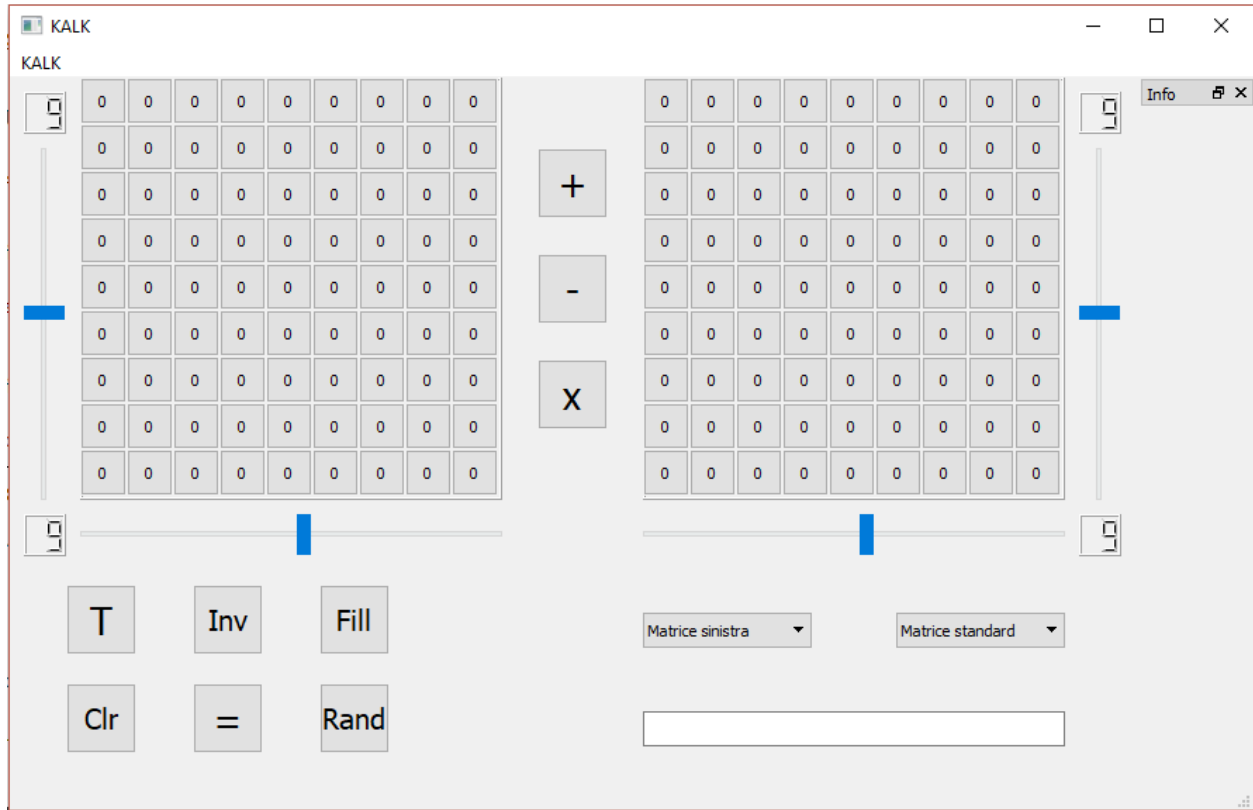 KALK
KALK
9 0 0 0 0 0 0 0 0 0 0 0 0 0 0 0 0 0 0 9 Info
0 0 0 0 0 0 0 0 0 0 0 0 0 0 0 0 0 0
+
0 0 0 0 0 0 0 0 0 0 0 0 0 0 0 0 0 0
0 0 0 0 0 0 0 0 0 0 0 0 0 0 0 0 0 0
0 0 0 0 0 0 0 0 0 - 0 0 0 0 0 0 0 0 0
0 0 0 0 0 0 0 0 0 0 0 0 0 0 0 0 0 0
0 0 0 0 0 0 0 0 0 x 0 0 0 0 0 0 0 0 0
0 0 0 0 0 0 0 0 0 0 0 0 0 0 0 0 0 0
0 0 0 0 0 0 0 0 0 0 0 0 0 0 0 0 0 0
9 9
T Inv Fill Matrice sinistra Matrice standard
Clr = Rand